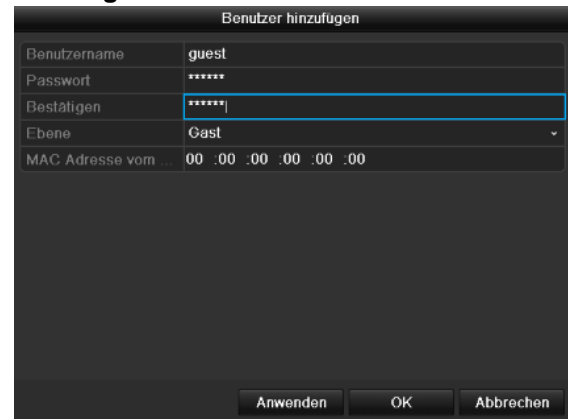 Benutzer hinzufügen
Benutzername guest
Passwort ******
Bestätigen ******
Ebene Gast
MAC Adresse vom ... 00 :00 :00 :00 :00 :00
Anwenden OK Abbrechen